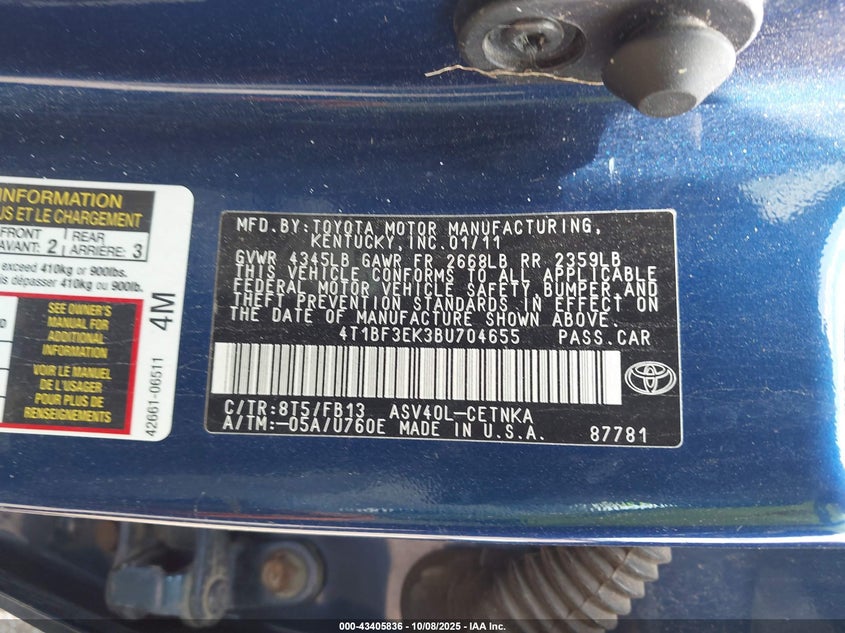 INFORMATION
US ET LE CHARGEMENT
FRONT
AVANT: 2
REAR
ARRIÈRE: 3
exceed 410kg or 900lbs.
dépasser 410 kg ou 900lb.
SEE OWNER'S
MANUAL FOR
ADDITIONAL
INFORMATION
VOIR LE MANUEL
DE L'USAGER
POUR PLUS DE
RENSEIGNEMENTS
4M
42661-06511
MFD.BY:TOYOTA MOTOR MANUFACTURING,
KENTUCKY,INC.01/11
GVWR 4345LB GAWR FR 2668LB RR 2359LB
THIS VEHICLE CONFORMS TO ALL APPLICABLE
FEDERAL MOTOR VEHICLE SAFETY,BUMPER AND
THEFT PREVENTION STANDARDS IN EFFECT ON
THE DATE OF MANUFACTURE SHOWN ABOVE.
4T1BF3EK3BU704655 PASS.CAR
C/TR:8T5/FB13 ASV40L-CETNKA
A/TM:-05A/U760E MADE IN U.S.A. 87781
000-43405836 - 10/08/2025 - IAA Inc.